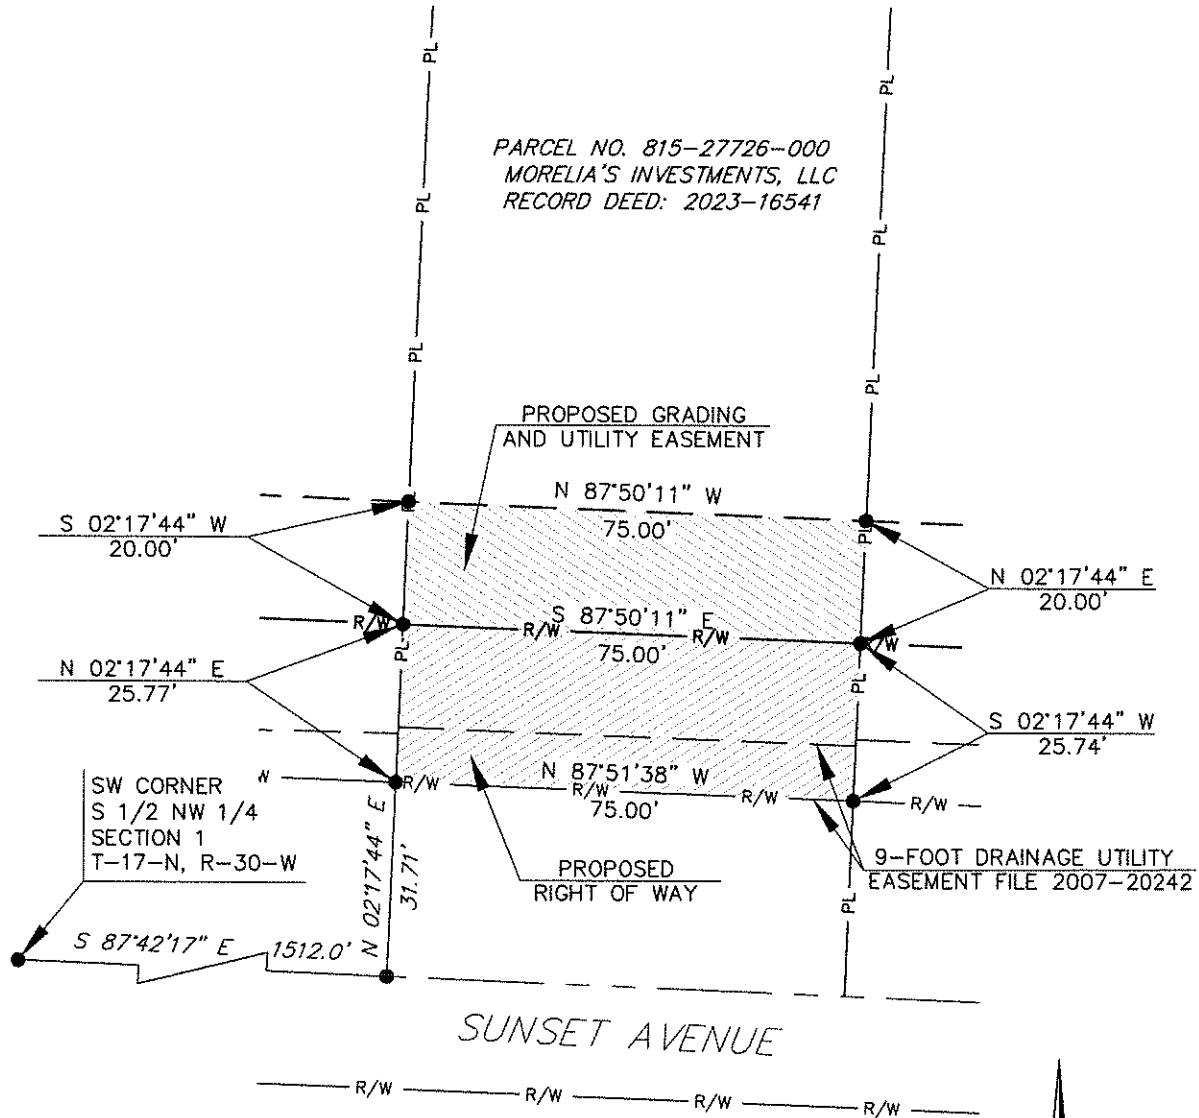 PL
PL
PARCEL NO. 815-27726-000
MORELIA'S INVESTMENTS, LLC
RECORD DEED: 2023-16541
PL
PL
PL
PL
PROPOSED GRADING
AND UTILITY EASEMENT
N 87°50'11" W
75.00'
PL
PL
S 02°17'44" W
20.00'
N 02°17'44" E
20.00'
R/W
S 87°50'11" E
R/W
R/W
R/W
75.00'
PL
PL
N 02°17'44" E
25.77'
S 02°17'44" W
25.74'
W
R/W
N 87°51'38" W
R/W
R/W
R/W
75.00'
SW CORNER
S 1/2 NW 1/4
SECTION 1
T-17-N, R-30-W
N 02°17'44" E
31.71'
PROPOSED
RIGHT OF WAY
9-FOOT DRAINAGE UTILITY
EASEMENT FILE 2007-20242
PL
S 87°42'17" E 1512.0'
SUNSET AVENUE
R/W
R/W
R/W
R/W